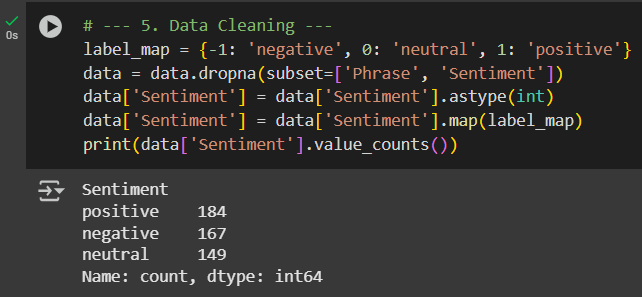 0s
# --- 5. Data Cleaning ---
label_map = {-1: 'negative', 0: 'neutral', 1: 'positive'}
data = data.dropna(subset=['Phrase', 'Sentiment'])
data['Sentiment'] = data['Sentiment'].astype(int)
data['Sentiment'] = data['Sentiment'].map(label_map)
print(data['Sentiment'].value_counts())
Sentiment
positive    184
negative    167
neutral     149
Name: count, dtype: int64